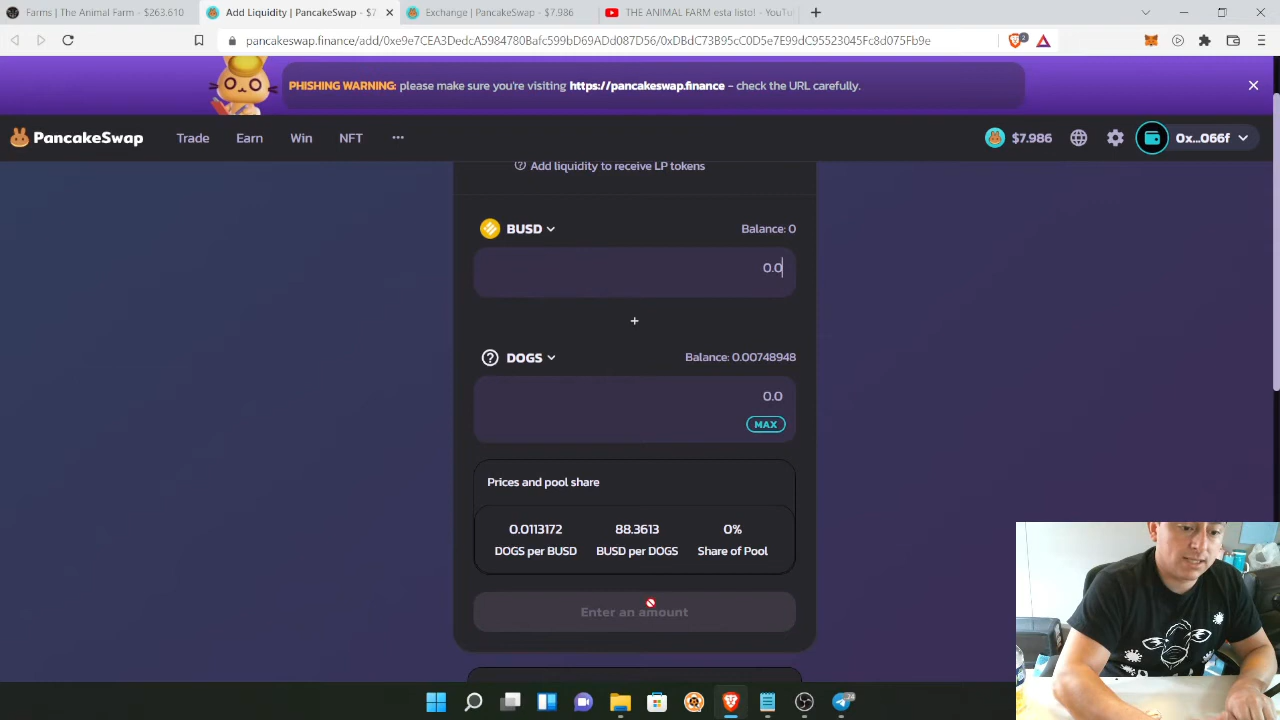 Farms | The Animal Farm - $263.610
Add Liquidity | PancakeSwap - $7
Exchange | PancakeSwap - $7.986
THE ANIMAL FARM esta listo! - YouTu
pancakeswap.finance/add/0xe9e7CEA3DedcA5984780Bafc599bD69ADd087D56/0xDBdC73B95cC0D5e7E99dC95523045Fc8d075Fb9e
2
PHISHING WARNING: please make sure you're visiting https://pancakeswap.finance - check the URL carefully.
PancakeSwap
Trade
Earn
Win
NFT
$7.986
0x...066f
Add liquidity to receive LP tokens
BUSD
Balance: 0
0.0
+
DOGS
Balance: 0.00748948
0.0
MAX
Prices and pool share
0.0113172
88.3613
0%
DOGS per BUSD
BUSD per DOGS
Share of Pool
Enter an amount
24